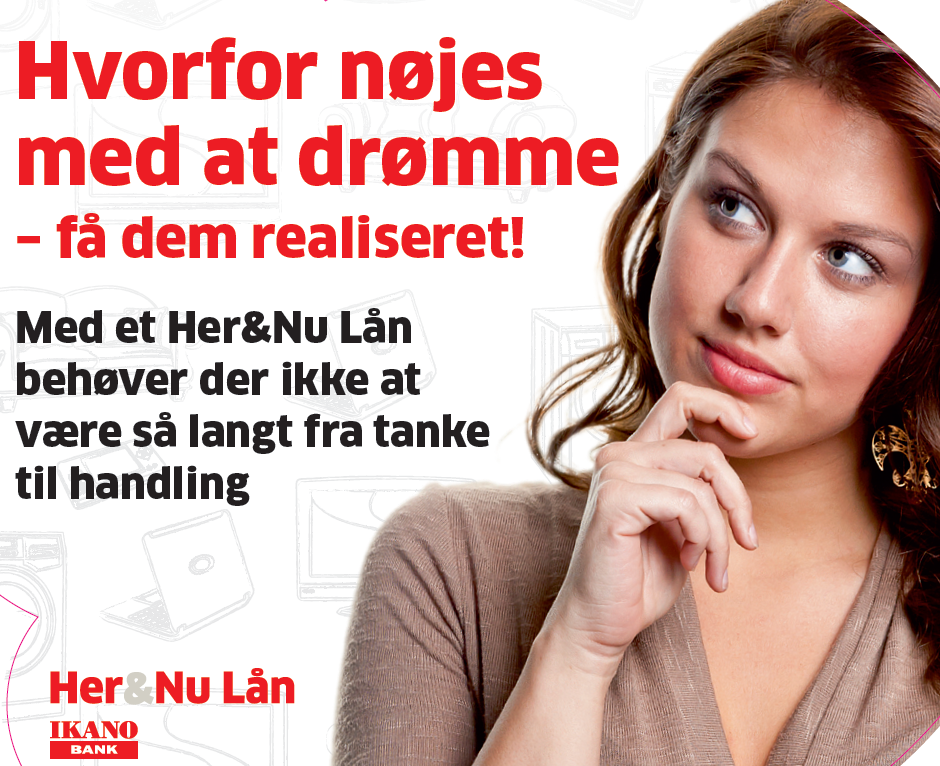 Hvorfor nøjes
med at drømme
– få dem realiseret!
Med et Her&Nu Lån
behøver der ikke at
være så langt fra tanke
til handling
Her&Nu Lån
IKANO
BANK